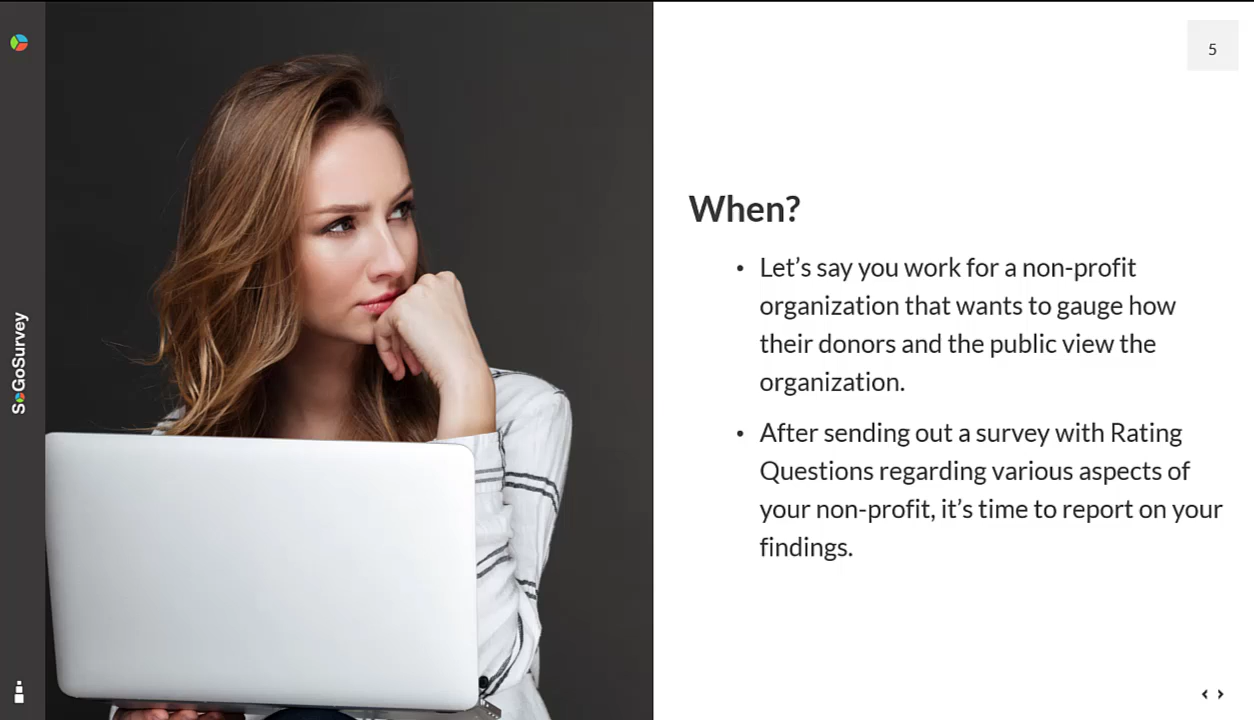 5
When?
• Let’s say you work for a non-profit
organization that wants to gauge how
their donors and the public view the
organization.
• After sending out a survey with Rating
Questions regarding various aspects of
your non-profit, it’s time to report on your
findings.
SoGoSurvey